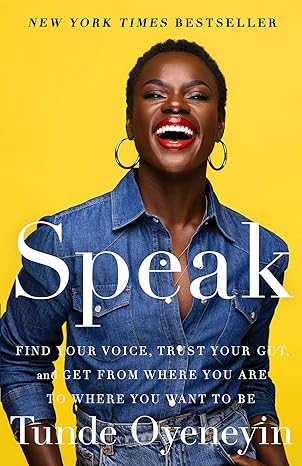 NEW YORK TIMES BESTSELLER
Speak
FIND YOUR VOICE, TRUST YOUR GUT,
and GET FROM WHERE YOU ARE
TO WHERE YOU WANT TO BE
Tunde Oyeneyin